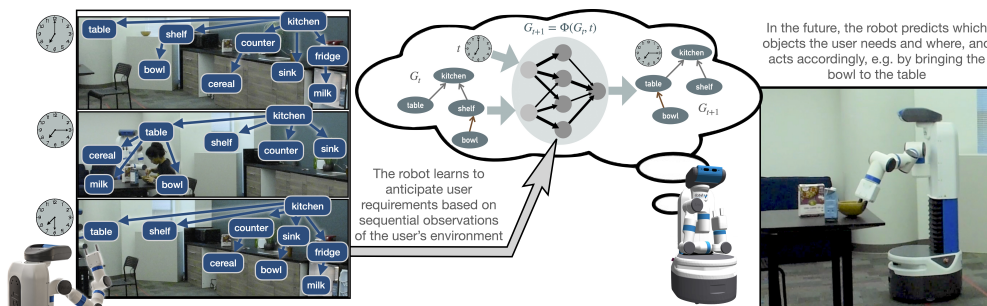 kitchen
table
shelf
counter
bowl
fridge
cereal
sink
milk
kitchen
table
shelf
cereal
counter
sink
milk
bowl
kitchen
table
shelf
counter
sink
fridge
cereal
bowl
milk
The robot learns to
anticipate user
requirements based on
sequential observations
of the user's environment
G_{t+1} = Φ(G_t, t)
t
G_t
kitchen
table
shelf
bowl
kitchen
table
shelf
bowl
G_{t+1}
In the future, the robot predicts which
objects the user needs and where, and
acts accordingly, e.g. by bringing the
bowl to the table